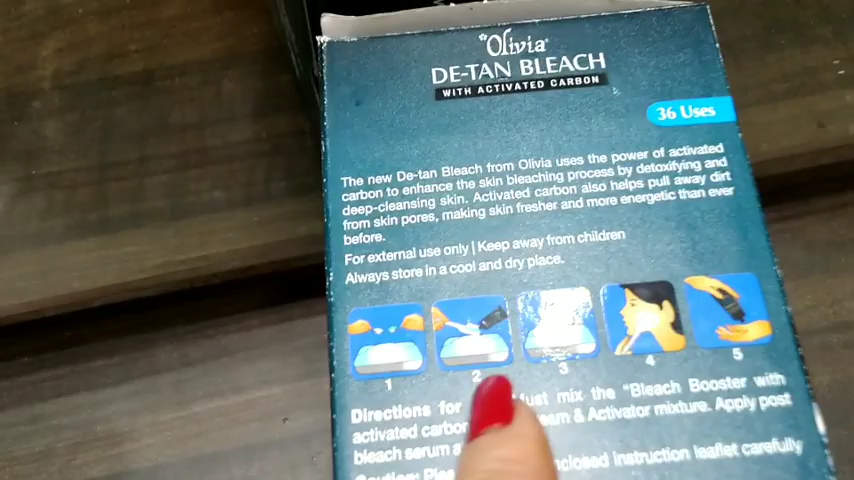 "Olivia®
DE-TAN BLEACH
WITH ACTIVATED CARBON
36 Uses
The new De-tan Bleach from Olivia uses the power of activated
carbon to enhance the skin bleaching process by detoxifying and
deep-cleansing skin. Activated carbon also helps pull away dirt
from skin pores, making skin fresher and more energetic than ever
before.
For external use only | Keep away from children
Always store in a cool and dry place.
1 2 3 4 5
Directions for just mix the "Bleach Booster with
activated carbon & Activator mixture. Apply post
bleach serum
Caution: enclosed instruction leaflet carefully